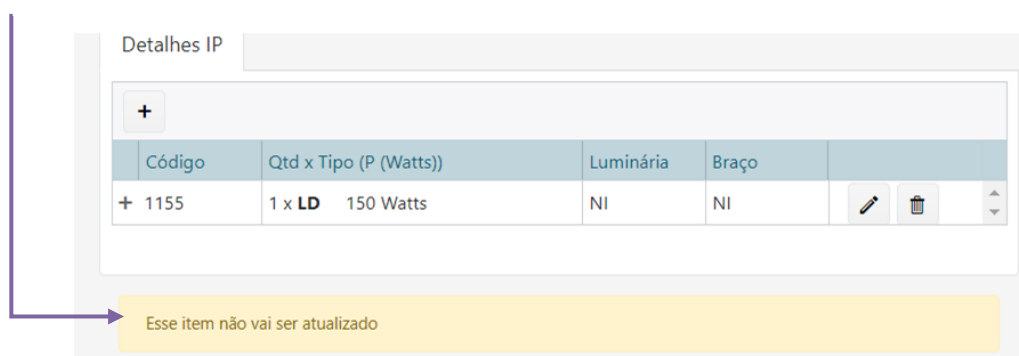 Detalhes IP
+
Código Qtd x Tipo (P (Watts)) Luminária Braço
+ 1155 1 x LD 150 Watts NI NI
Esse item não vai ser atualizado